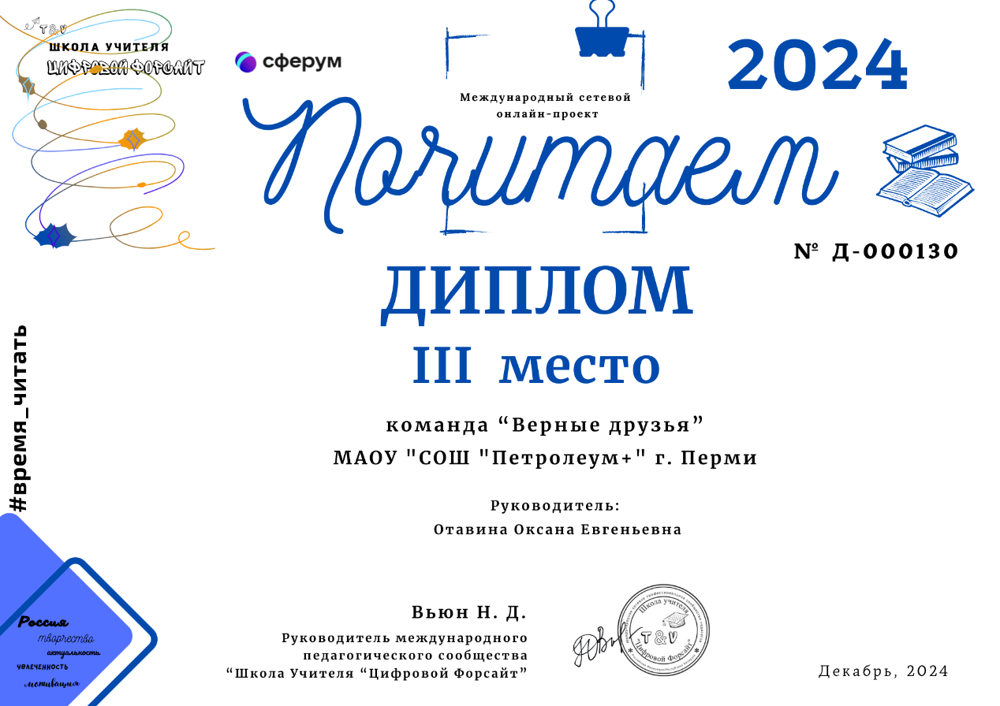 T&V
ШКОЛА УЧИТЕЛЯ
ЦИФРОВОЙ ФОРСАЙТ
сферум
2024
Международный сетевой
онлайн-проект
Почитаем
№ Д-000130
ДИПЛОМ
III место
команда “Верные друзья”
МАОУ "СОШ "Петролеум+" г. Перми
Руководитель:
Отавина Оксана Евгеньевна
#время_читать
Россия
творчество
актуальность
увлеченность
мотивация
Вьюн Н. Д.
Руководитель международного
педагогического сообщества
“Школа Учителя “Цифровой Форсайт”
Школа учителя
T&V
"Цифровой Форсайт"
Декабрь, 2024